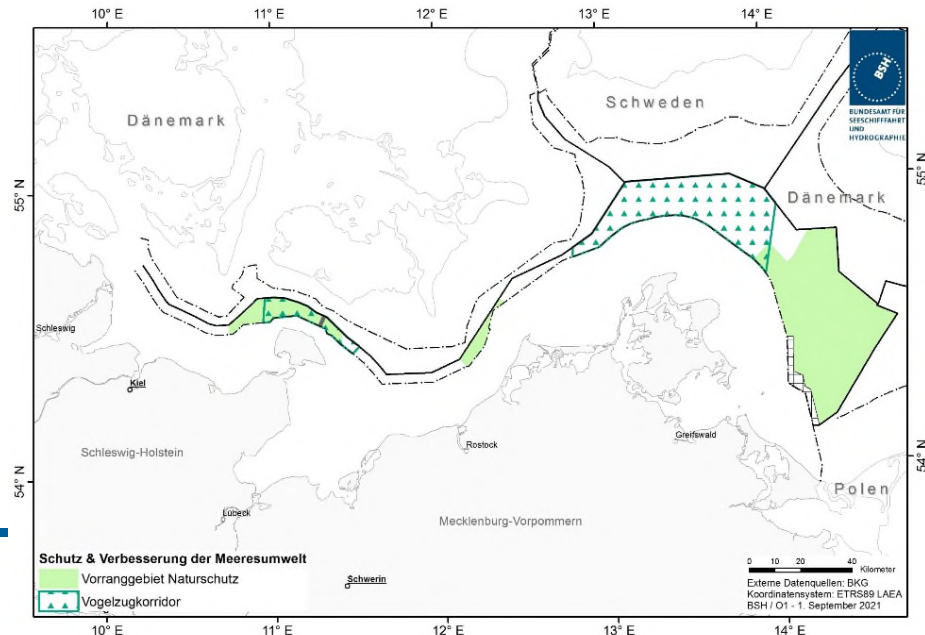 10° E 11° E 12° E 13° E 14° E
BSH
BUNDESAMT FÜR
SEESCHIFFFAHRT
UND
HYDROGRAPHIE
Schweden
Dänemark
55° N
55° N
Dänemark
Schleswig
Kiel
Rostock
Greifswald
Schleswig-Holstein
54° N
54° N
Polen
Lübeck
Mecklenburg-Vorpommern
Schutz & Verbesserung der Meeresumwelt
Vorranggebiet Naturschutz
Vogelzugkorridor
Schwerin
0 10 20 40
Kilometer
Externe Datenquellen: BKG
Koordinatensystem: ETRS89 LAEA
BSH / O1 - 1. September 2021
10° E 11° E 12° E 13° E 14° E